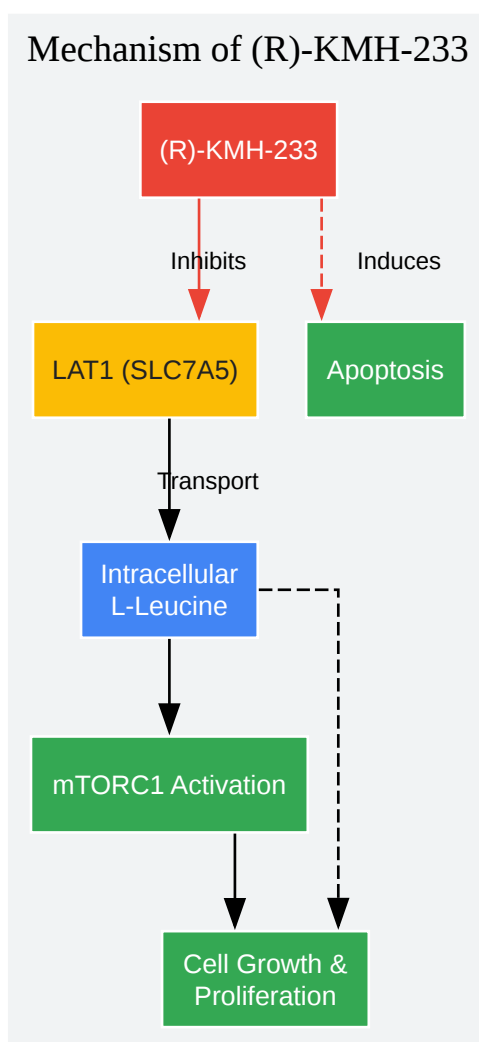 Mechanism of (R)-KMH-233
(R)-KMH-233
Inhibits
Induces
LAT1 (SLC7A5)
Apoptosis
Transport
Intracellular
L-Leucine
mTORC1 Activation
Cell Growth &
Proliferation